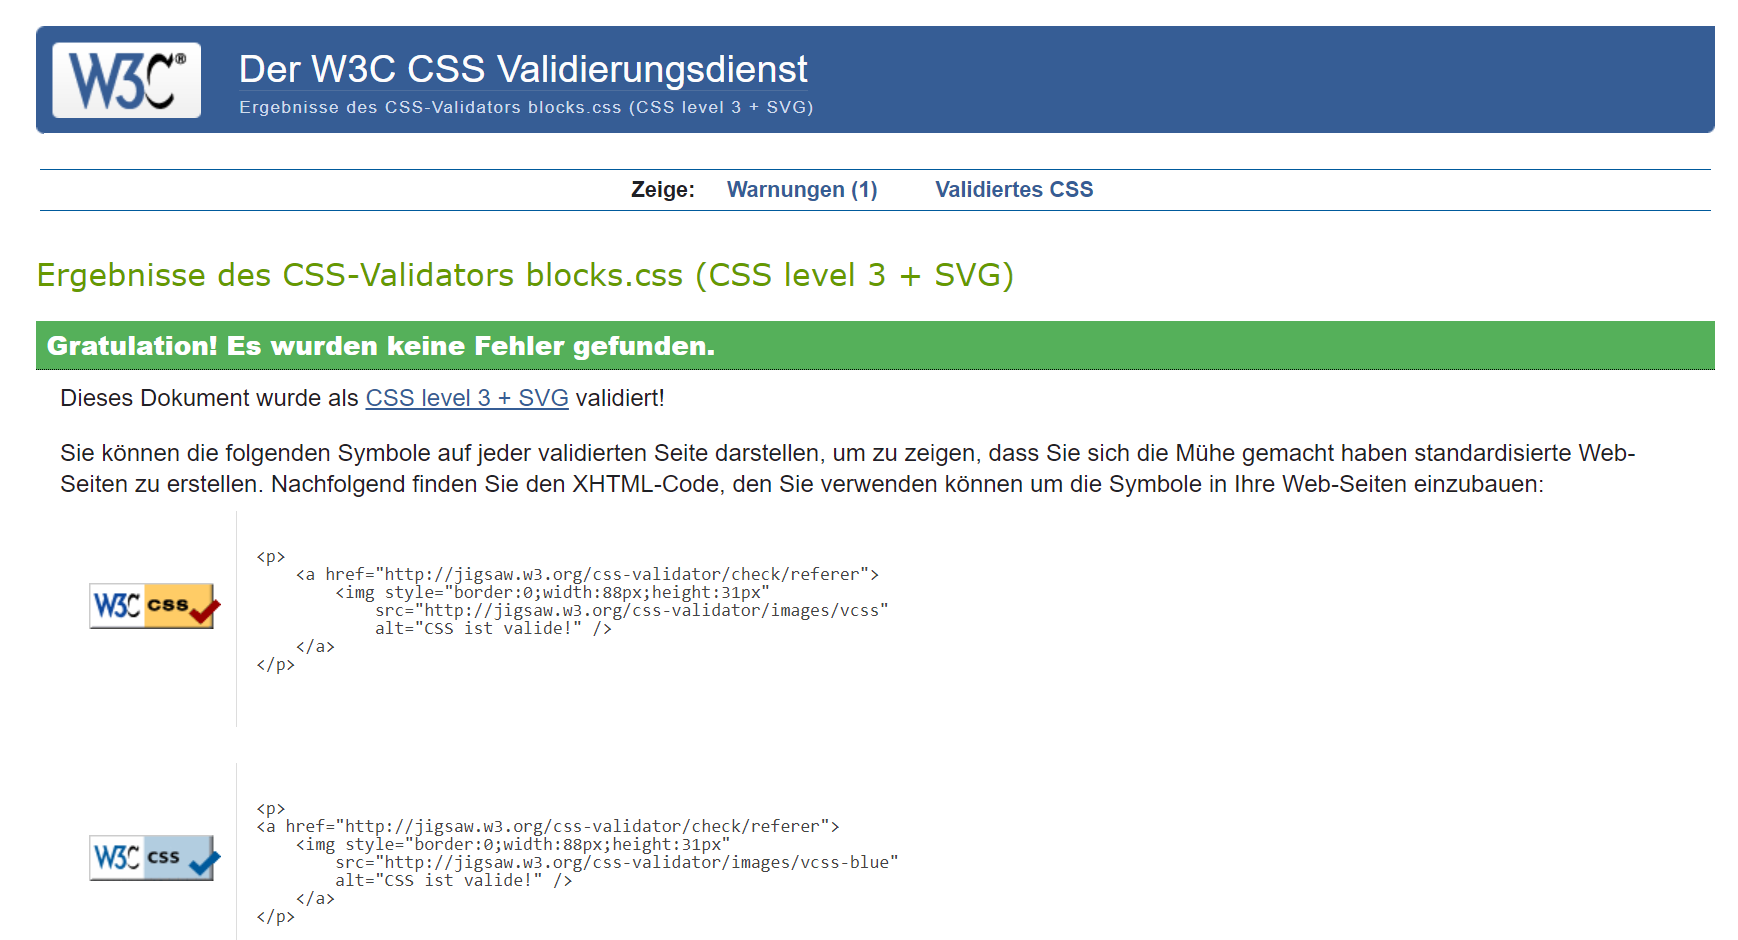 W3C®
Der W3C CSS Validierungsdienst
Ergebnisse des CSS-Validators blocks.css (CSS level 3 + SVG)
Zeige: Warnungen (1) Validiertes CSS
Ergebnisse des CSS-Validators blocks.css (CSS level 3 + SVG)
Gratulation! Es wurden keine Fehler gefunden.
Dieses Dokument wurde als CSS level 3 + SVG validiert!
Sie können die folgenden Symbole auf jeder validierten Seite darstellen, um zu zeigen, dass Sie sich die Mühe gemacht haben standardisierte Web-
Seiten zu erstellen. Nachfolgend finden Sie den XHTML-Code, den Sie verwenden können um die Symbole in Ihre Web-Seiten einzubauen:
W3C css
<p>
<a href="http://jigsaw.w3.org/css-validator/check/referer">
<img style="border:0;width:88px;height:31px"
src="http://jigsaw.w3.org/css-validator/images/vcss"
alt="CSS ist valide!" />
</a>
</p>
W3C css
<p>
<a href="http://jigsaw.w3.org/css-validator/check/referer">
<img style="border:0;width:88px;height:31px"
src="http://jigsaw.w3.org/css-validator/images/vcss-blue"
alt="CSS ist valide!" />
</a>
</p>